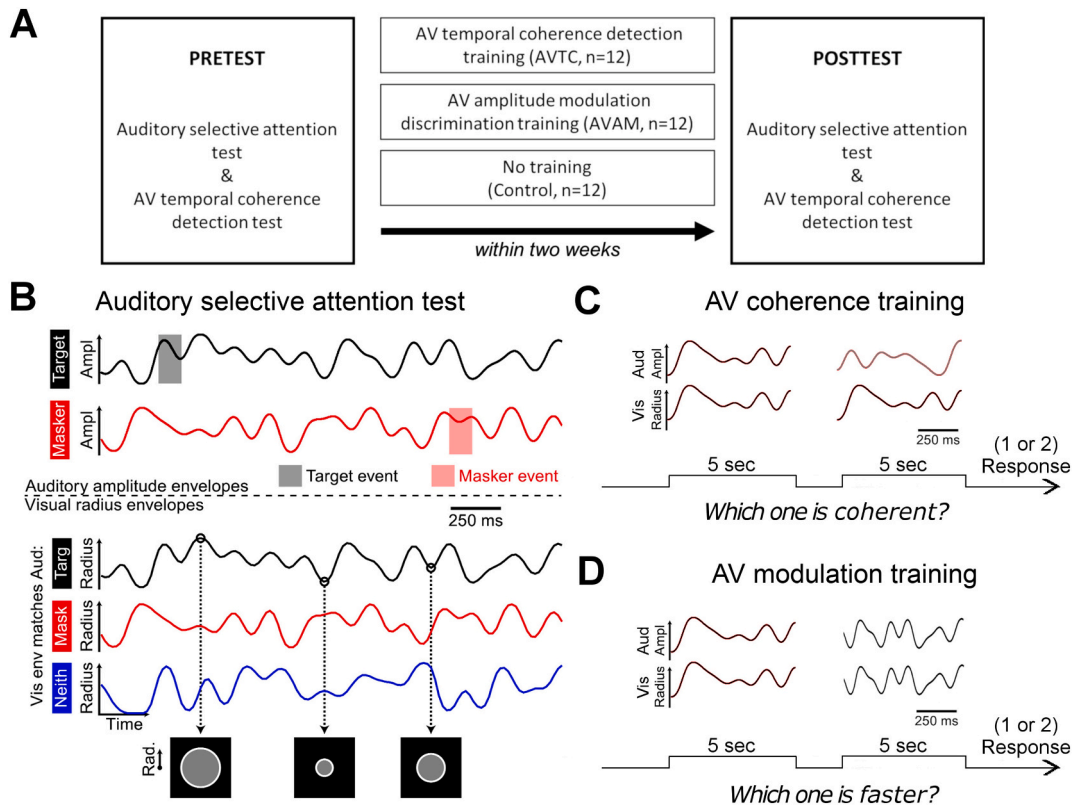 A
PRETEST
Auditory selective attention
test
&
AV temporal coherence
detection test
AV temporal coherence detection
training (AVTC, n=12)
AV amplitude modulation
discrimination training (AVAM, n=12)
No training
(Control, n=12)
within two weeks
POSTTEST
Auditory selective attention
test
&
AV temporal coherence
detection test
B
Auditory selective attention test
Target
Ampl
Masker
Ampl
Target event
Masker event
Auditory amplitude envelopes
Visual radius envelopes
250 ms
Vis env matches Aud:
Targ
Radius
Mask
Radius
Neith
Radius
Time
Rad.
C
AV coherence training
Aud
Ampl
Vis
Radius
250 ms
5 sec
5 sec
(1 or 2)
Response
Which one is coherent?
D
AV modulation training
Aud
Ampl
Vis
Radius
250 ms
5 sec
5 sec
(1 or 2)
Response
Which one is faster?